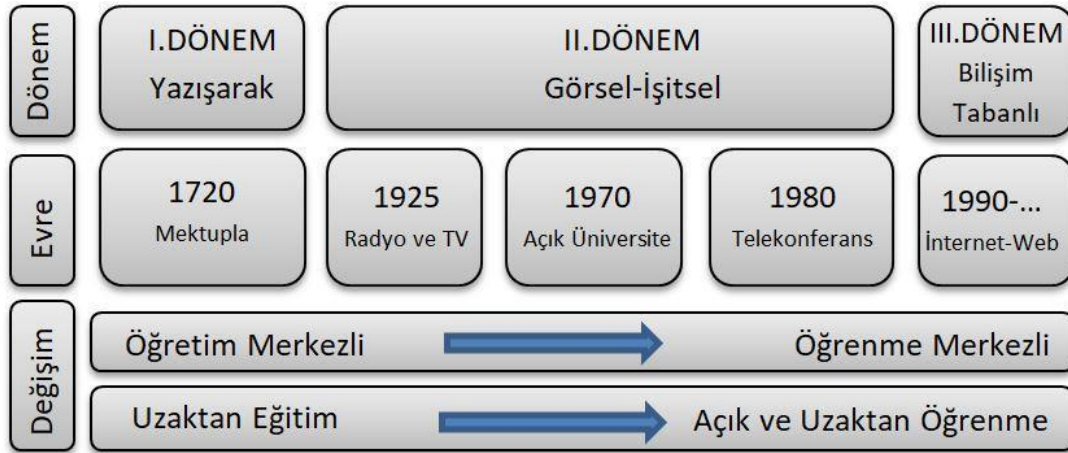 Dönem
I.DÖNEM
Yazışarak
II.DÖNEM
Görsel-İşitsel
III.DÖNEM
Bilişim
Tabanlı
Evre
1720
Mektupla
1925
Radyo ve TV
1970
Açık Üniversite
1980
Telekonferans
1990-...
İnternet-Web
Değişim
Öğretim Merkezli
Öğrenme Merkezli
Uzaktan Eğitim
Açık ve Uzaktan Öğrenme